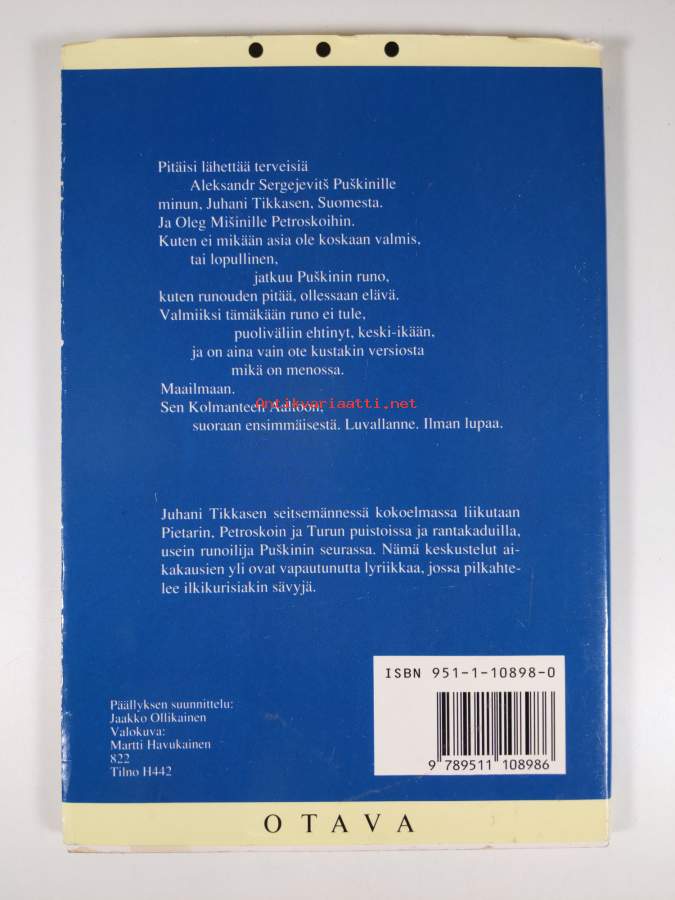 Pitäisi lähettää terveisiä
Aleksandr Sergejevitš Puškinille
minun, Juhani Tikkasen, Suomesta.
Ja Oleg Mišinille Petroskoihin.
Kuten ei mikään asia ole koskaan valmis,
tai lopullinen,
jatkuu Puškinin runo,
kuten runouden pitää, ollessaan elävä.
Valmiiksi tämäkään runo ei tule,
puoliväliin ehtinyt, keski-ikään,
ja on aina vain ote kustakin versiosta
mikä on menossa.
Maailmaan.
Antikvariaatti.net
Sen Kolmanteen Aaltoon,
suoraan ensimmäisestä. Luvallanne. Ilman lupaa.
Juhani Tikkasen seitsemännessä kokoelmassa liikutaan
Pietarin, Petroskoin ja Turun puistoissa ja rantakaduilla,
usein runoilija Puškinin seurassa. Nämä keskustelut ai-
kakausien yli ovat vapautunutta lyriikkaa, jossa pilkahte-
lee ilkikurisiakin sävyjä.
ISBN 951-1-10898-0
Päällyksen suunnittelu:
Jaakko Ollikainen
Valokuva:
Martti Havukainen
822
Tilno H442
9 789511 108986
OTAVA